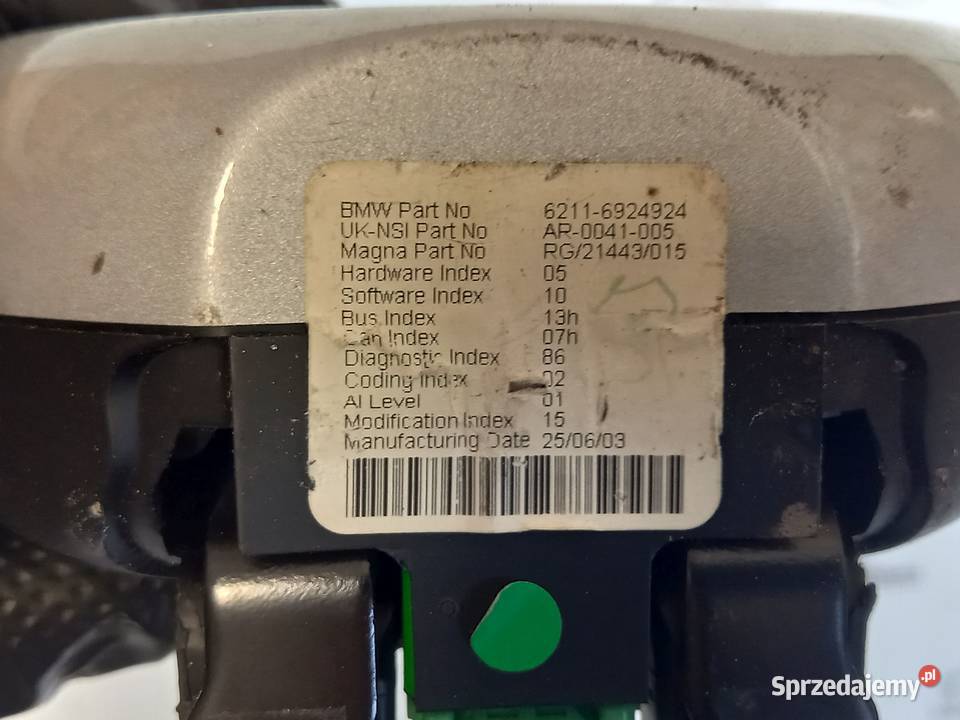 BMW Part No 6211-6924924
UK-NSI Part No AR-0041-005
Magna Part No RG/21443/015
Hardware Index 05
Software Index 10
Bus Index 13h
Can Index 07h
Diagnostic Index 86
Coding Index 02
AI Level 01
Modification Index 15
Manufacturing Date 25/06/03
Sprzedajemy.pl